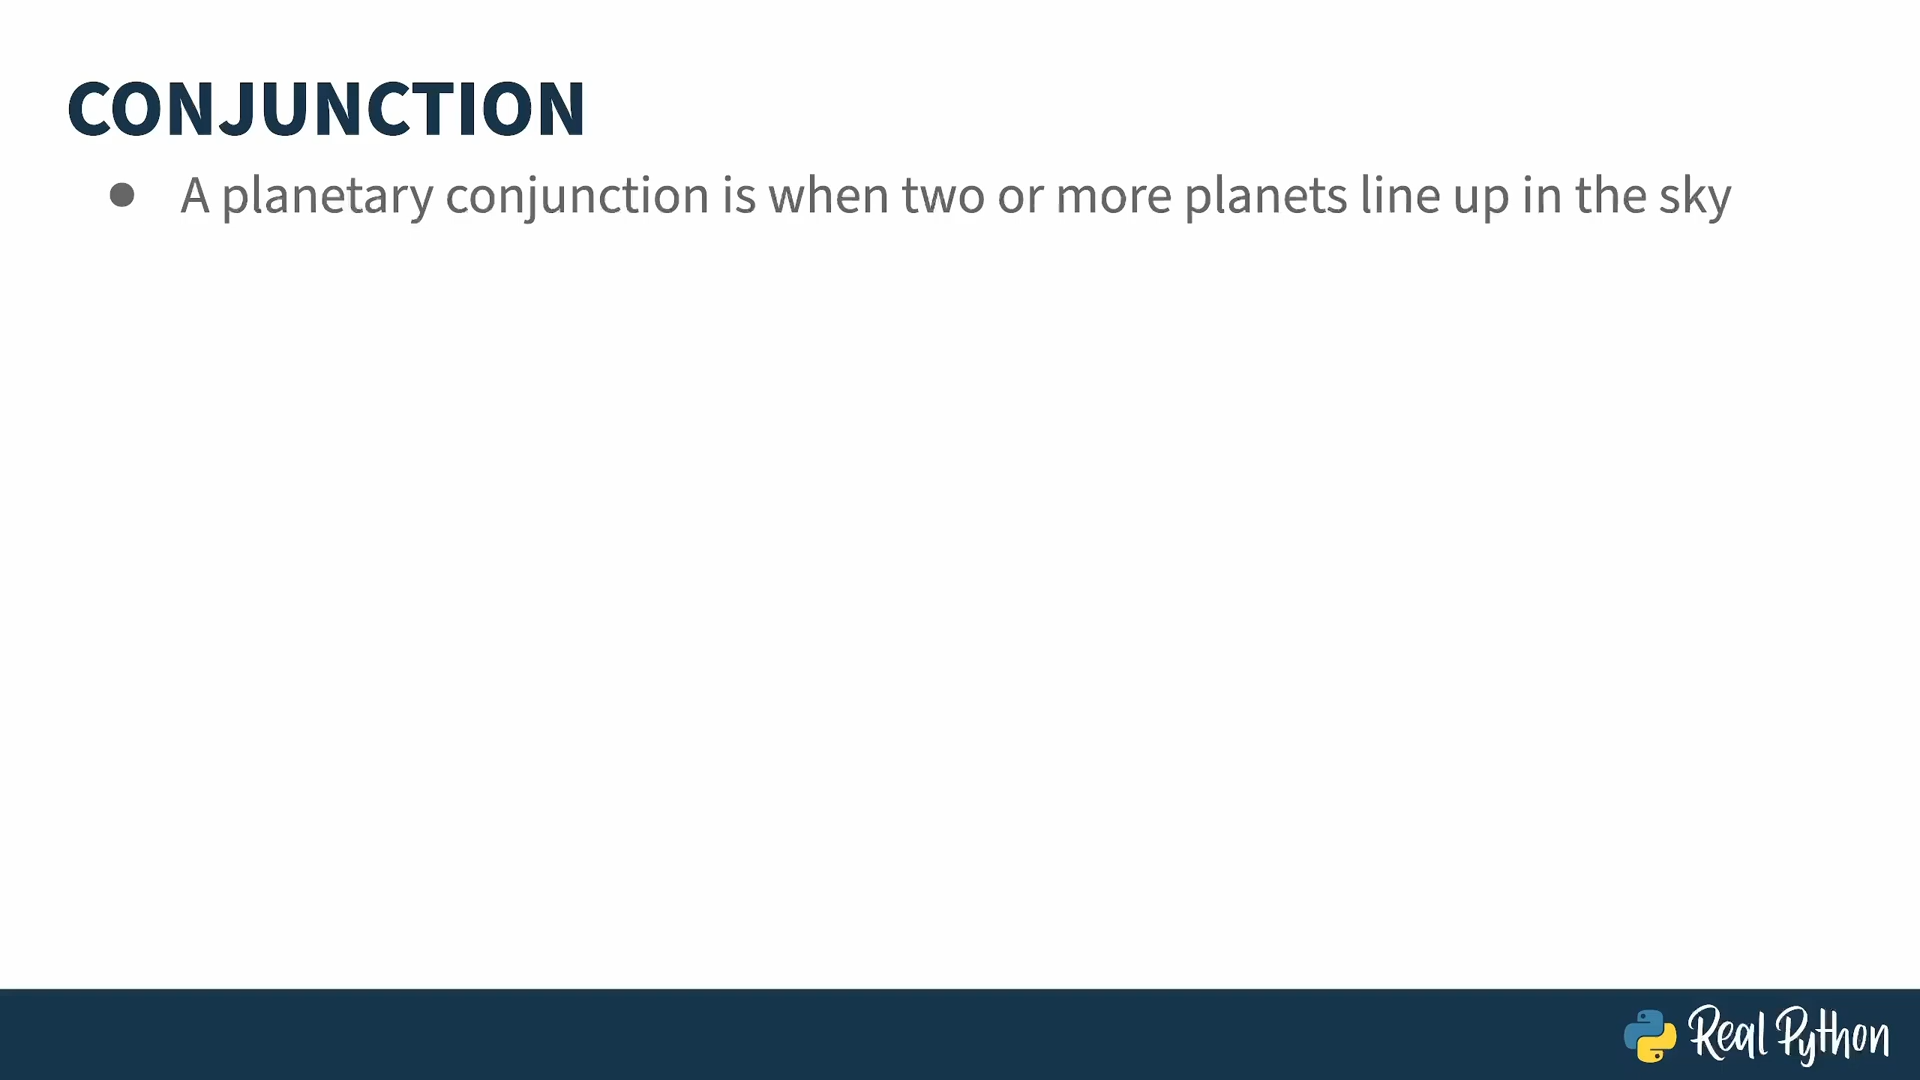 CONJUNCTION
● A planetary conjunction is when two or more planets line up in the sky
Real Python